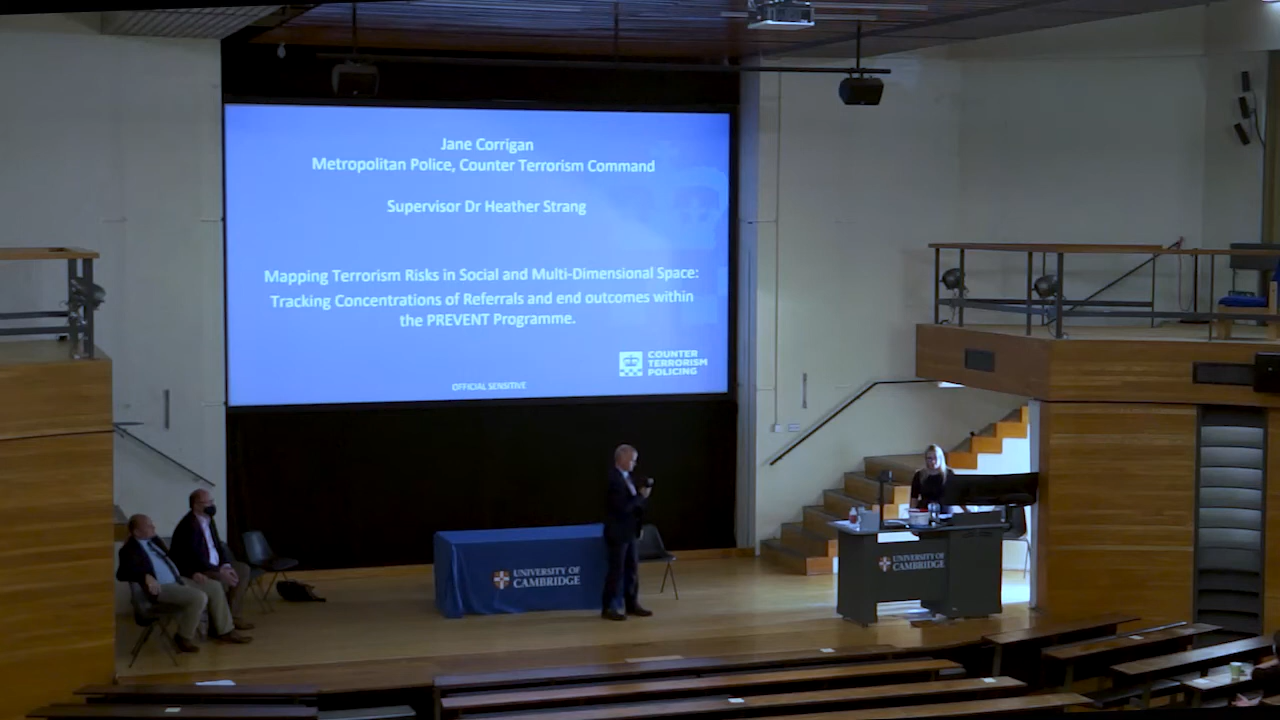 Jane Corrigan
Metropolitan Police, Counter Terrorism Command
Supervisor Dr Heather Strang
Mapping Terrorism Risks in Social and Multi-Dimensional Space:
Tracking Concentrations of Referrals and end outcomes within
the PREVENT Programme.
COUNTER
TERRORISM
POLICING
OFFICIAL SENSITIVE
UNIVERSITY OF
CAMBRIDGE
UNIVERSITY OF
CAMBRIDGE